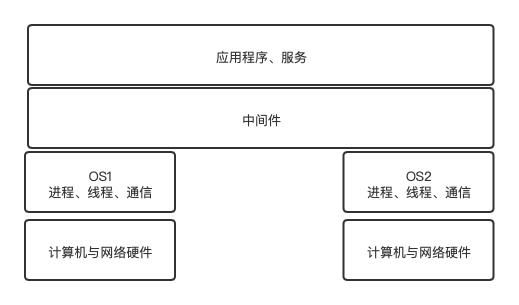 应用程序、服务
中间件
OS1
进程、线程、通信
OS2
进程、线程、通信
计算机与网络硬件
计算机与网络硬件